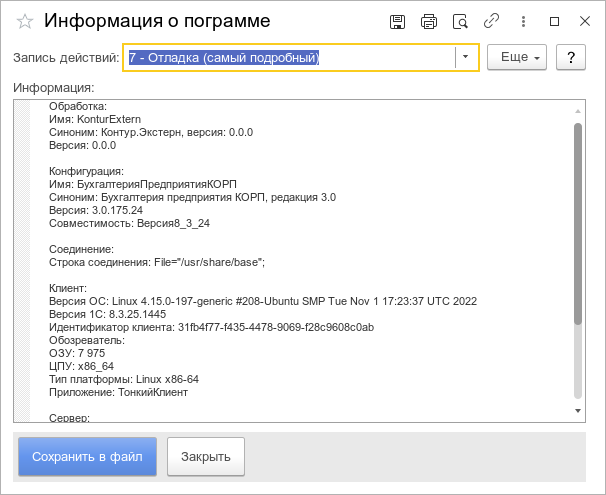 Информация о пограмме
Запись действий: 7 - Отладка (самый подробный) Еще ?
Информация:
Обработка:
Имя: KonturExtern
Синоним: Контур.Экстерн, версия: 0.0.0
Версия: 0.0.0
Конфигурация:
Имя: БухгалтерияПредприятияКОРП
Синоним: Бухгалтерия предприятия КОРП, редакция 3.0
Версия: 3.0.175.24
Совместимость: Версия8_3_24
Соединение:
Строка соединения: File="/usr/share/base";
Клиент:
Версия ОС: Linux 4.15.0-197-generic #208-Ubuntu SMP Tue Nov 1 17:23:37 UTC 2022
Версия 1С: 8.3.25.1445
Идентификатор клиента: 31fb4f77-f435-4478-9069-f28c9608c0ab
Обозреватель:
ОЗУ: 7 975
ЦПУ: x86_64
Тип платформы: Linux x86-64
Приложение: ТонкийКлиент
Сервер:
Сохранить в файл Закрыть